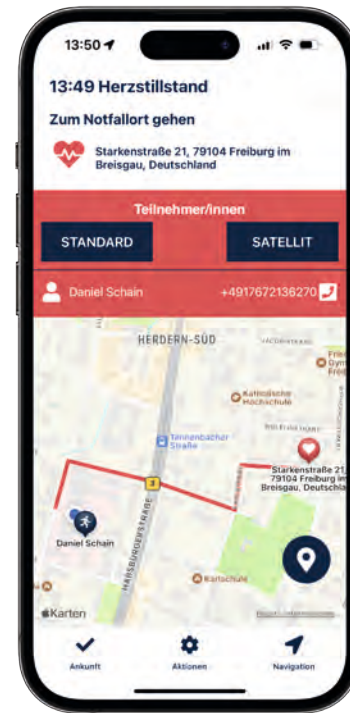 13:50
13:49 Herzstillstand
Zum Notfallort gehen
Starkenstraße 21, 79104 Freiburg im
Breisgau, Deutschland
Teilnehmer/innen
STANDARD
SATELLIT
Daniel Schain
+4917672136270
HERDERN-SÜD
Katholische
Hochschule
Tennenbacher
Straße
Starkenstraße 21,
79104 Freiburg im
Breisgau, Deutschla
3
HABSBURGERSTRASSE
Daniel Schain
Karlschule
Karten
Ankunft
Aktionen
Navigation